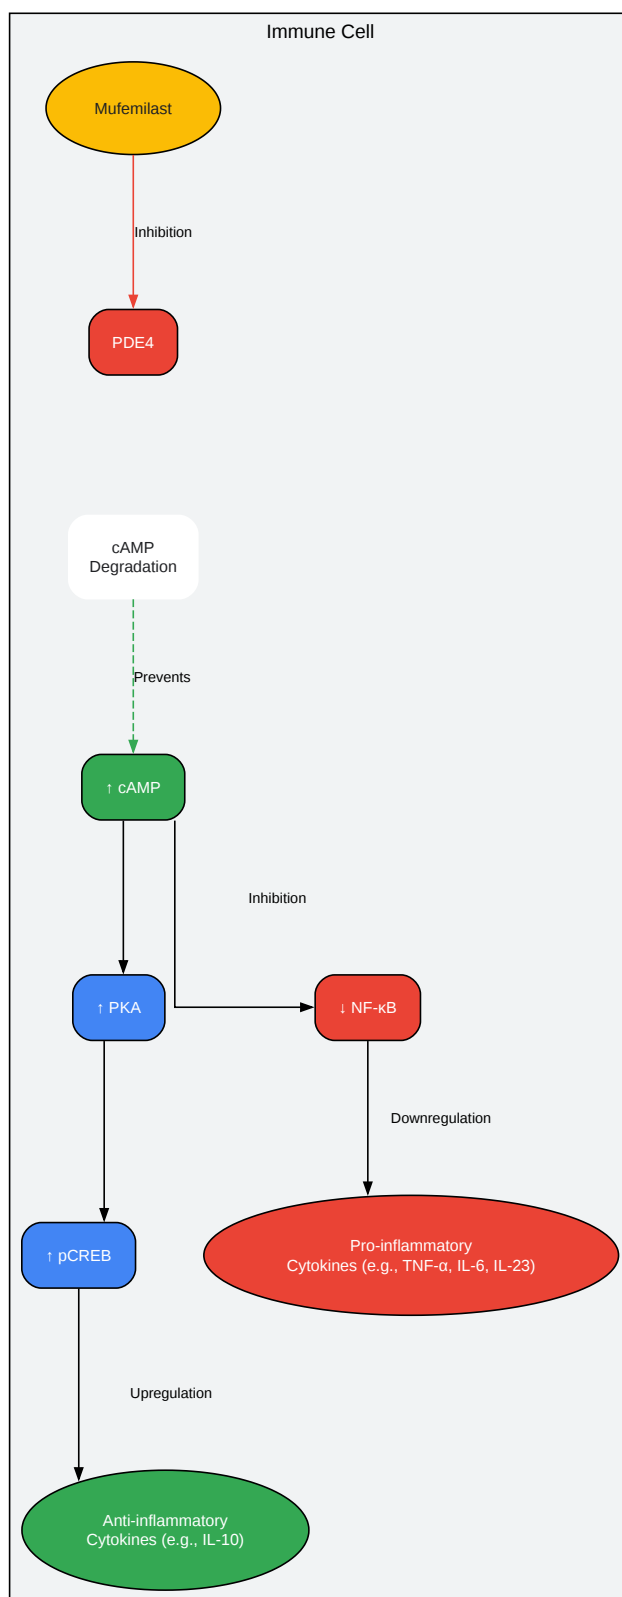 Immune Cell
Mufemilast
Inhibition
PDE4
cAMP
Degradation
Prevents
↑ cAMP
Inhibition
↑ PKA
↓ NF-κB
Downregulation
↑ pCREB
Pro-inflammatory
Cytokines (e.g., TNF-α, IL-6, IL-23)
Upregulation
Anti-inflammatory
Cytokines (e.g., IL-10)